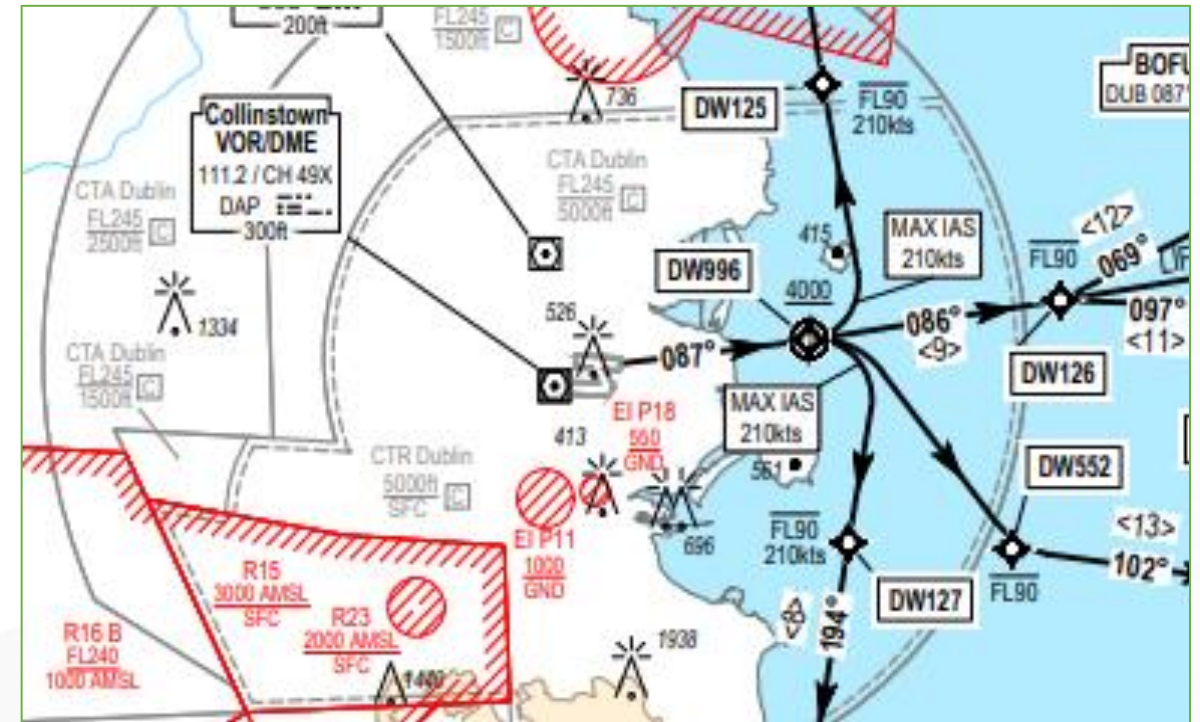 200ft
FL245
1500ft
C
BOFU
DUB 087°
Collinstown
VOR/DME
111.2 / CH 49X
DAP
300ft
736
DW125
FL90
210kts
CTA Dublin
FL245
2500ft
C
CTA Dublin
FL245
5000ft
C
415
MAX IAS
210kts
<12>
069°
FL90
DW996
4000
1334
526
087°
086°
<9>
097°
<11>
CTA Dublin
FL245
1500ft
C
DW126
MAX IAS
210kts
EI P18
550
GND
413
561
CTR Dublin
5000ft
SFC
C
DW552
696
FL90
210kts
<13>
102°
EI P11
1000
GND
FL90
DW127
R15
3000 AMSL
SFC
R23
2000 AMSL
SFC
194°
R16 B
FL240
1000 AMSL
1938